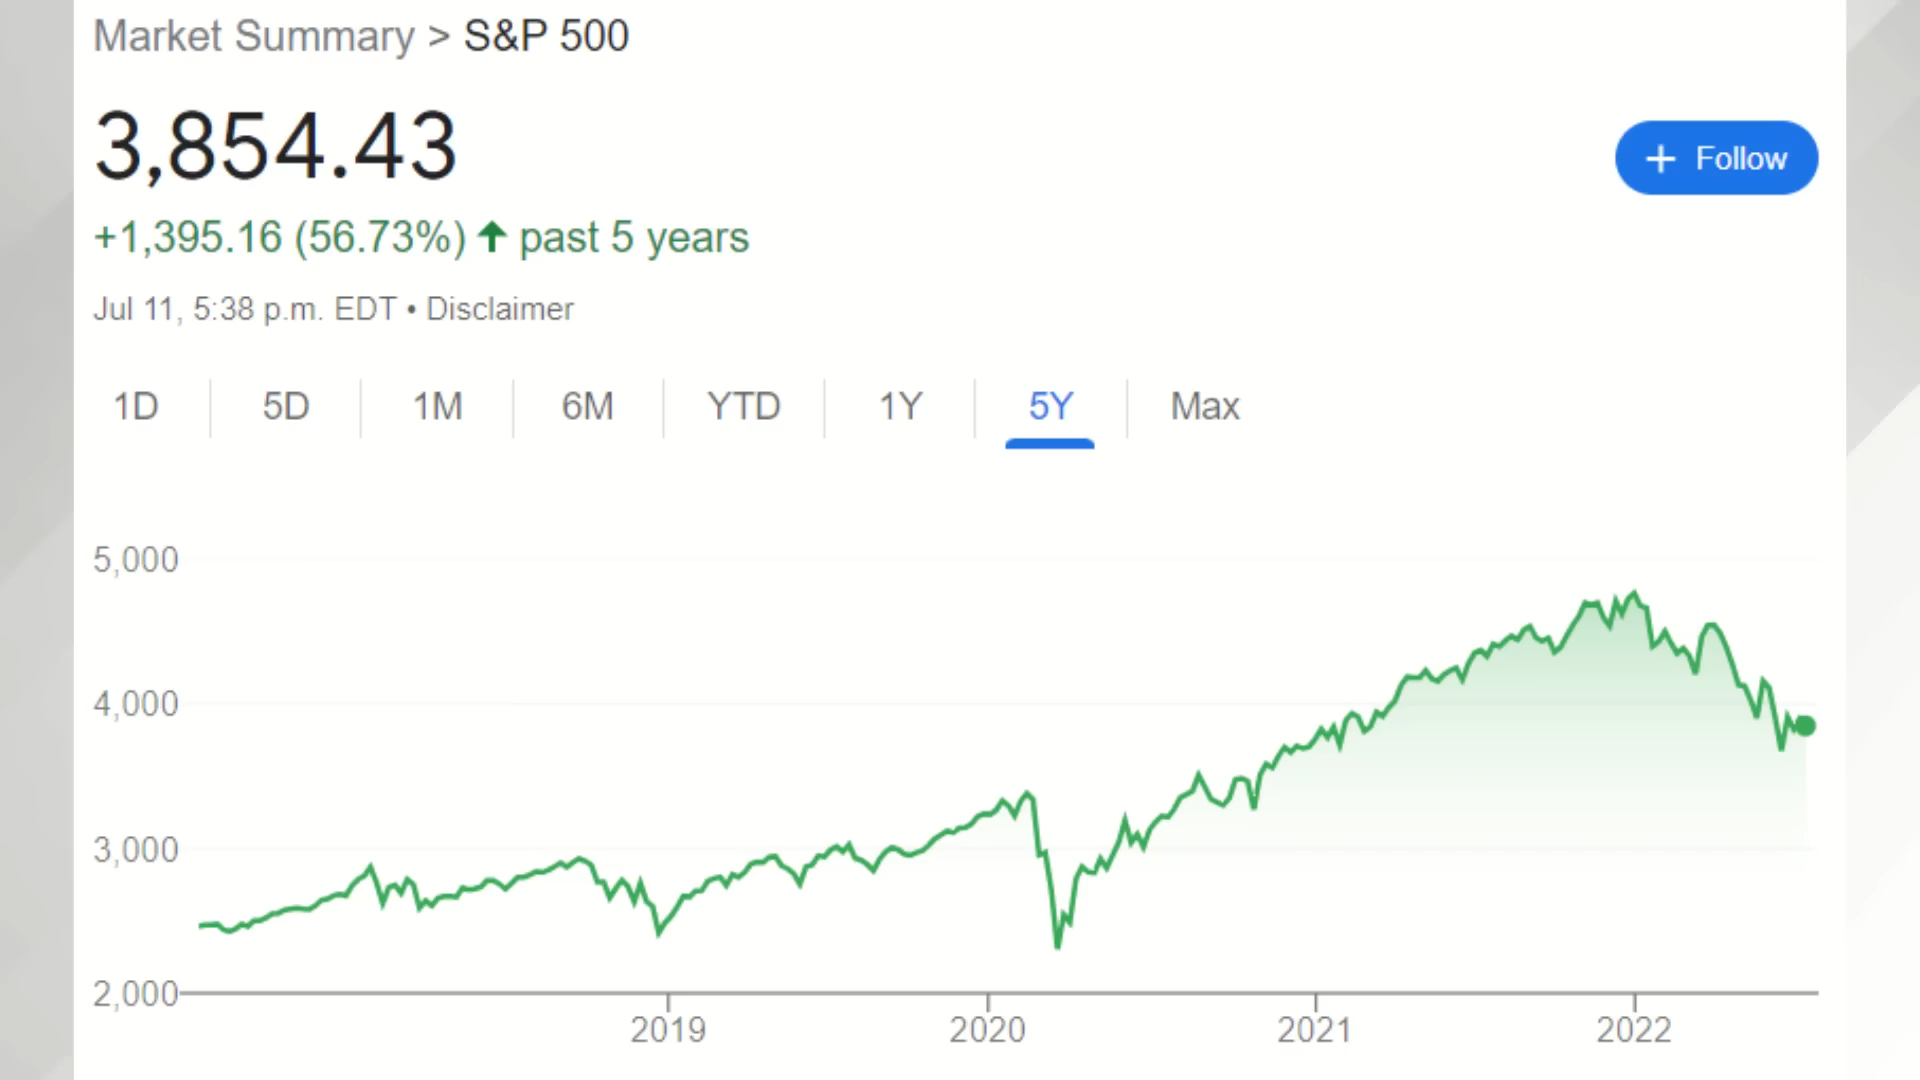 Market Summary > S&P 500
3,854.43
+ Follow
+1,395.16 (56.73%) ↑ past 5 years
Jul 11, 5:38 p.m. EDT • Disclaimer
1D 5D 1M 6M YTD 1Y 5Y Max
5,000
4,000
3,000
2,000
2019 2020 2021 2022